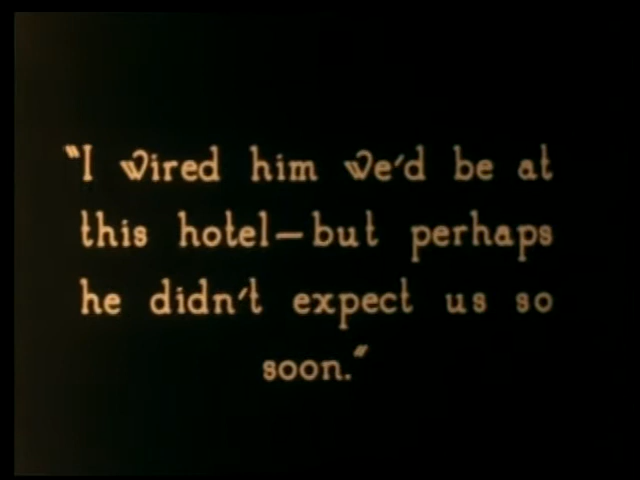 "I wired him we'd be at
this hotel—but perhaps
he didn't expect us so
soon."